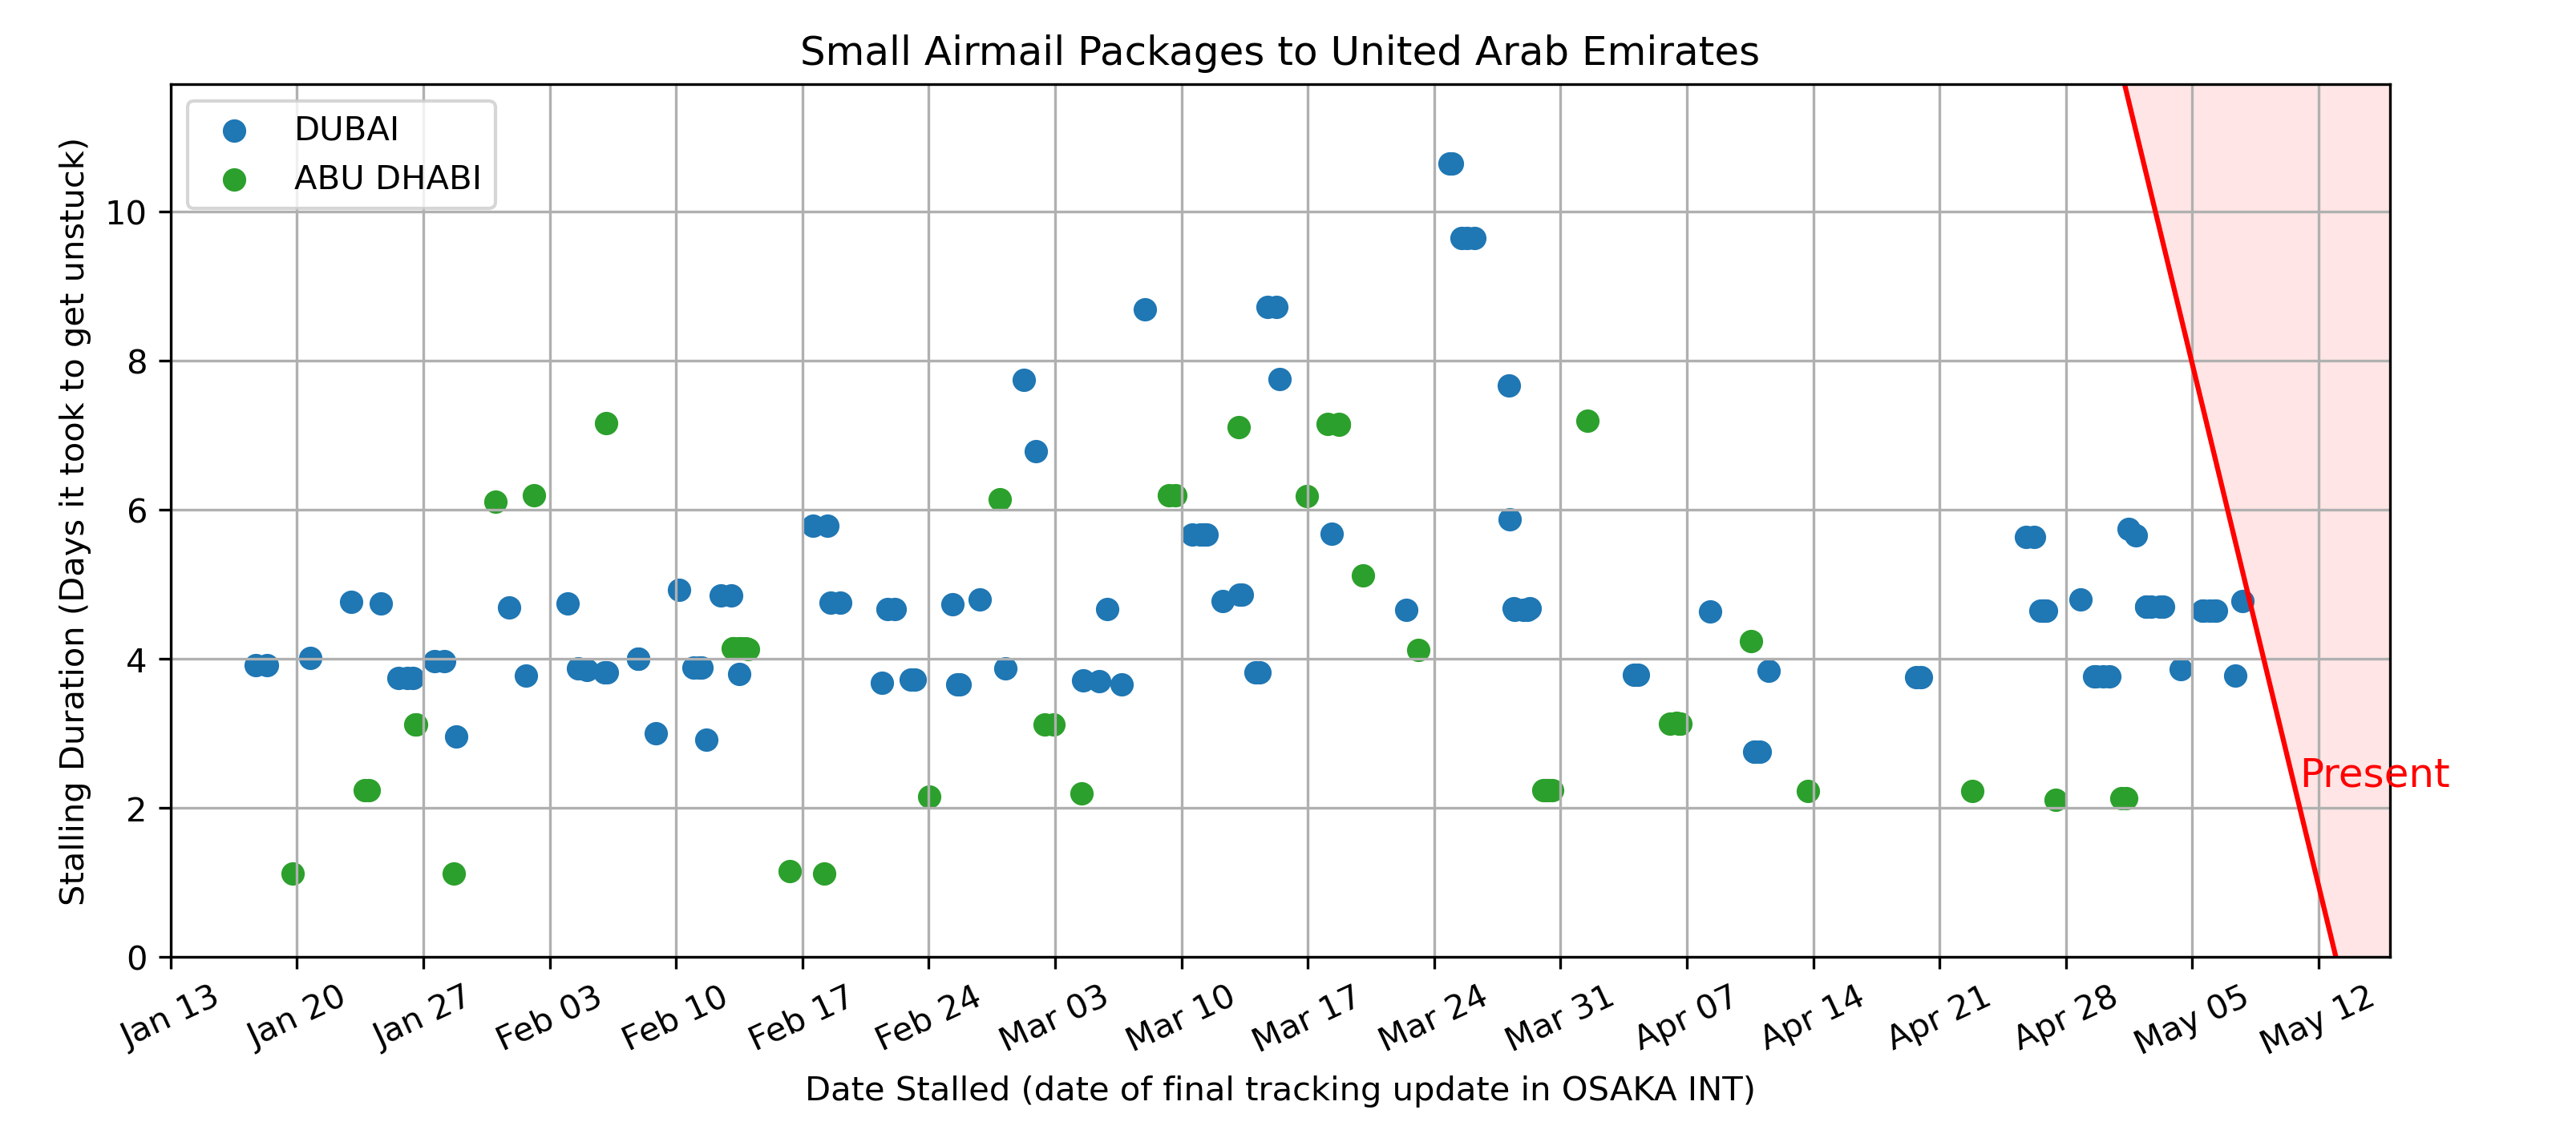 Small Airmail Packages to United Arab Emirates
DUBAI
ABU DHABI
Stalling Duration (Days it took to get unstuck)
10
8
6
4
2
0
Present
Jan 13
Jan 20
Jan 27
Feb 03
Feb 10
Feb 17
Feb 24
Mar 03
Mar 10
Mar 17
Mar 24
Mar 31
Apr 07
Apr 14
Apr 21
Apr 28
May 05
May 12
Date Stalled (date of final tracking update in OSAKA INT)